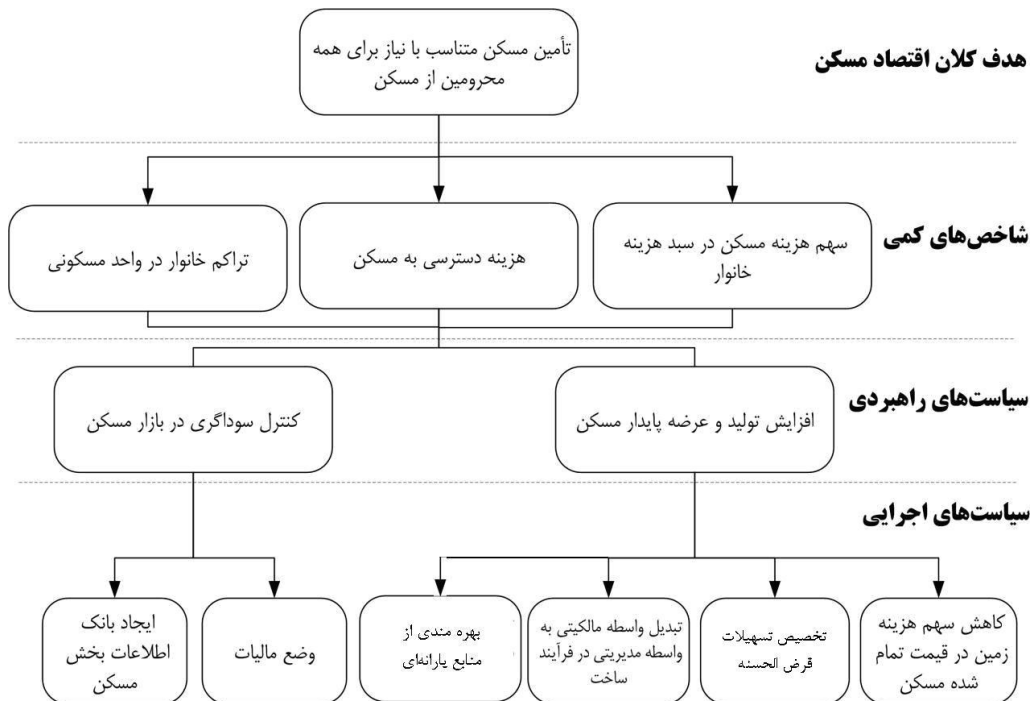 هدف کلان اقتصاد مسکن
تأمین مسکن متناسب با نیاز برای همه
محرومین از مسکن
شاخص‌های کمی
سهم هزینه مسکن در سبد هزینه
خانوار
هزینه دسترسی به مسکن
تراکم خانوار در واحد مسکونی
سیاست‌های راهبردی
افزایش تولید و عرضه پایدار مسکن
کنترل سوداگری در بازار مسکن
سیاست‌های اجرایی
کاهش سهم هزینه
زمین در قیمت تمام
شده مسکن
تخصیص تسهیلات
قرض الحسنه
تبدیل واسطه مالکیتی به
واسطه مدیریتی در فرآیند
ساخت
بهره مندی از
منابع یارانه‌ای
وضع مالیات
ایجاد بانک
اطلاعات بخش
مسکن